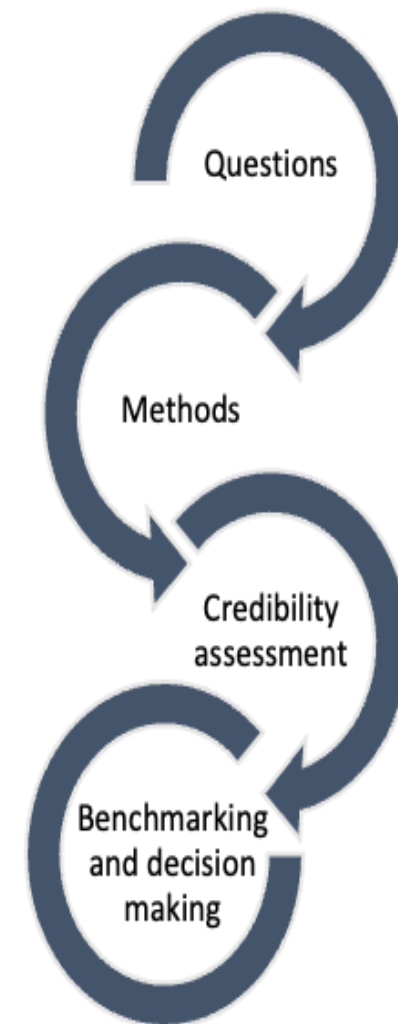 Questions
Methods
Credibility
assessment
Benchmarking
and decision
making